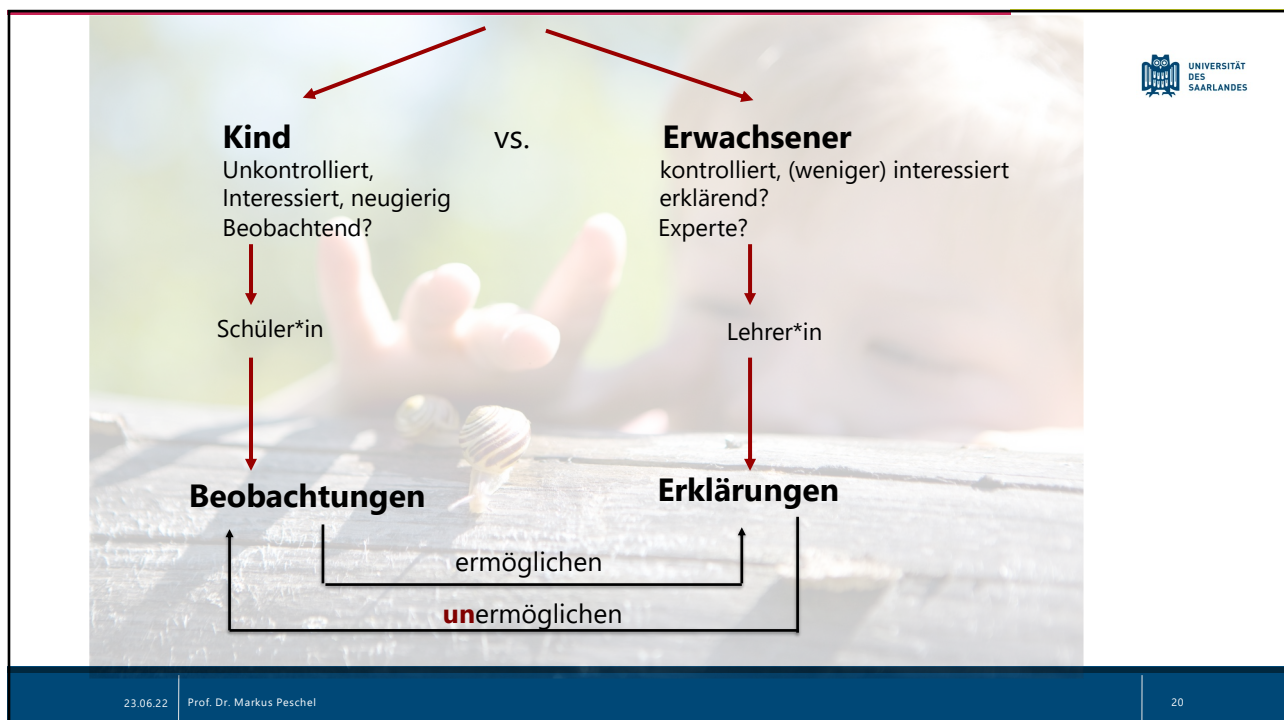 UNIVERSITÄT
DES
SAARLANDES
Kind
vs.
Erwachsener
Unkontrolliert,
Interessiert, neugierig
Beobachtend?
kontrolliert, (weniger) interessiert
erklärend?
Experte?
Schüler*in
Lehrer*in
Beobachtungen
Erklärungen
ermöglichen
unermöglichen
23.06.22
Prof. Dr. Markus Peschel
20